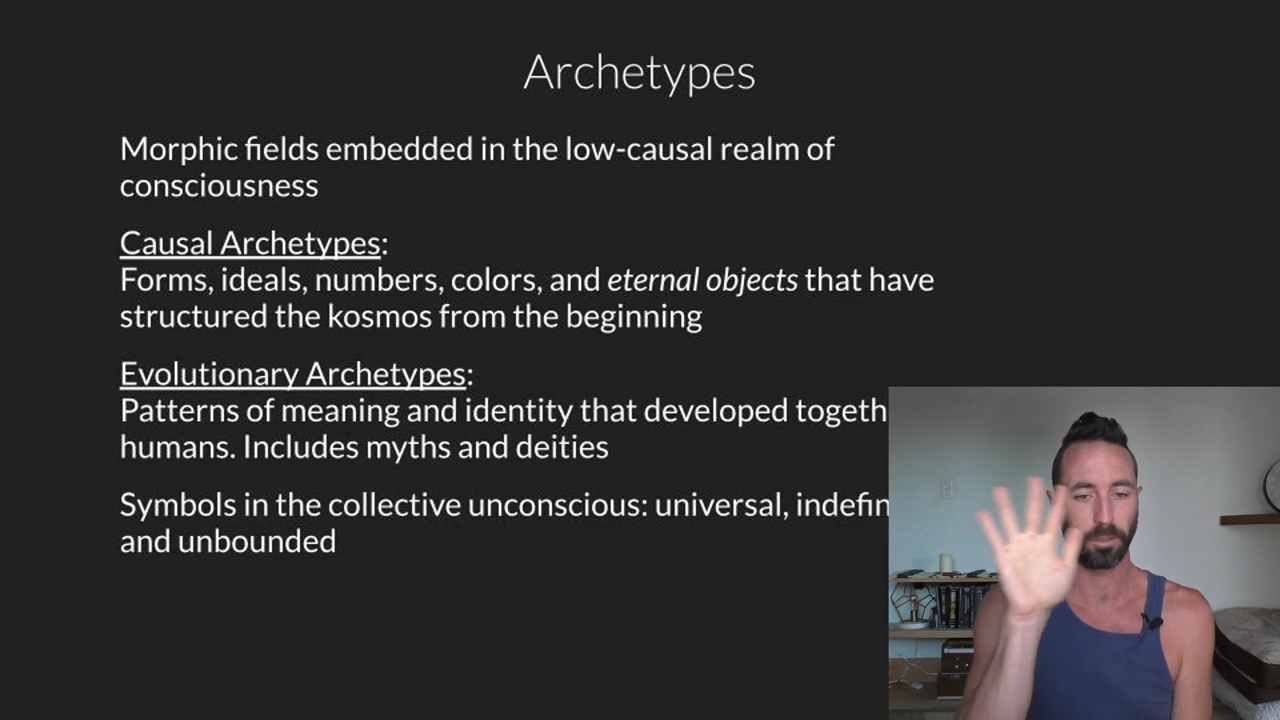 Archetypes
Morphic fields embedded in the low-causal realm of
consciousness
Causal Archetypes:
Forms, ideals, numbers, colors, and eternal objects that have
structured the kosmos from the beginning
Evolutionary Archetypes:
Patterns of meaning and identity that developed
humans. Includes myths and deities
Symbols in the collective unconscious: universal,
and unbounded